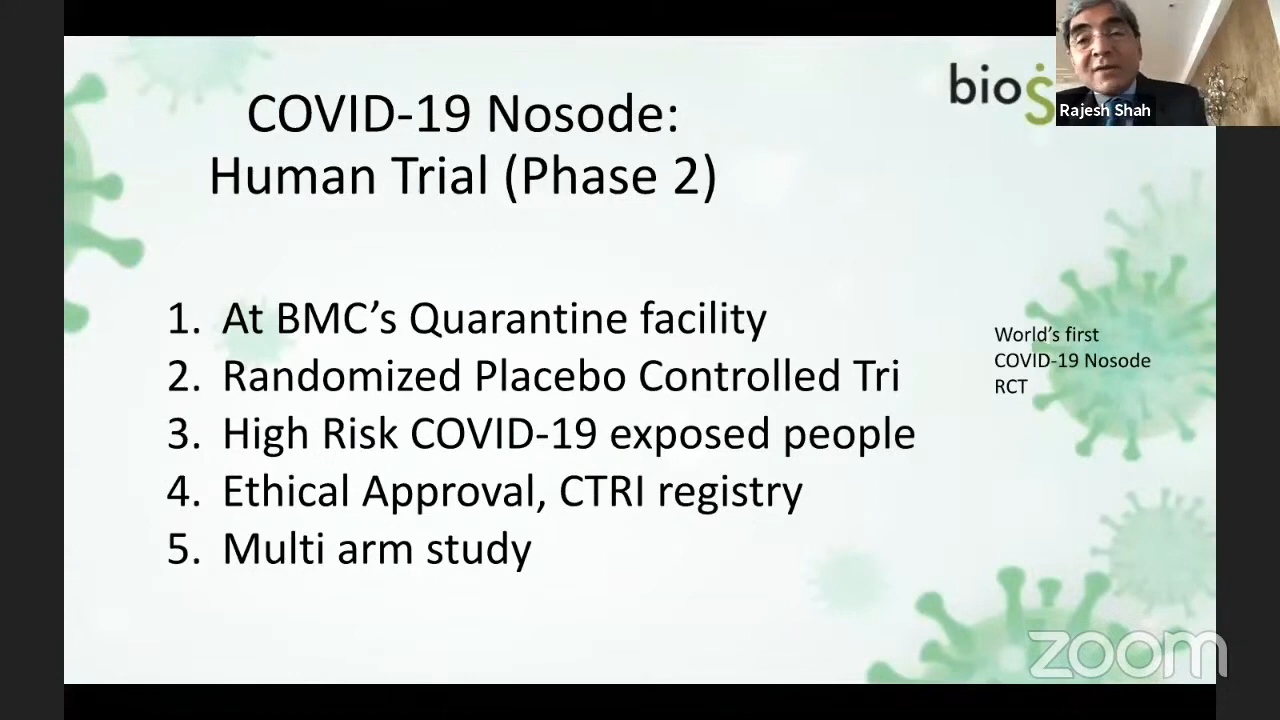 COVID-19 Nosode:
Human Trial (Phase 2)
bioṠ
Rajesh Shah
1. At BMC’s Quarantine facility
2. Randomized Placebo Controlled Tri
3. High Risk COVID-19 exposed people
4. Ethical Approval, CTRI registry
5. Multi arm study
World’s first
COVID-19 Nosode
RCT
zoom